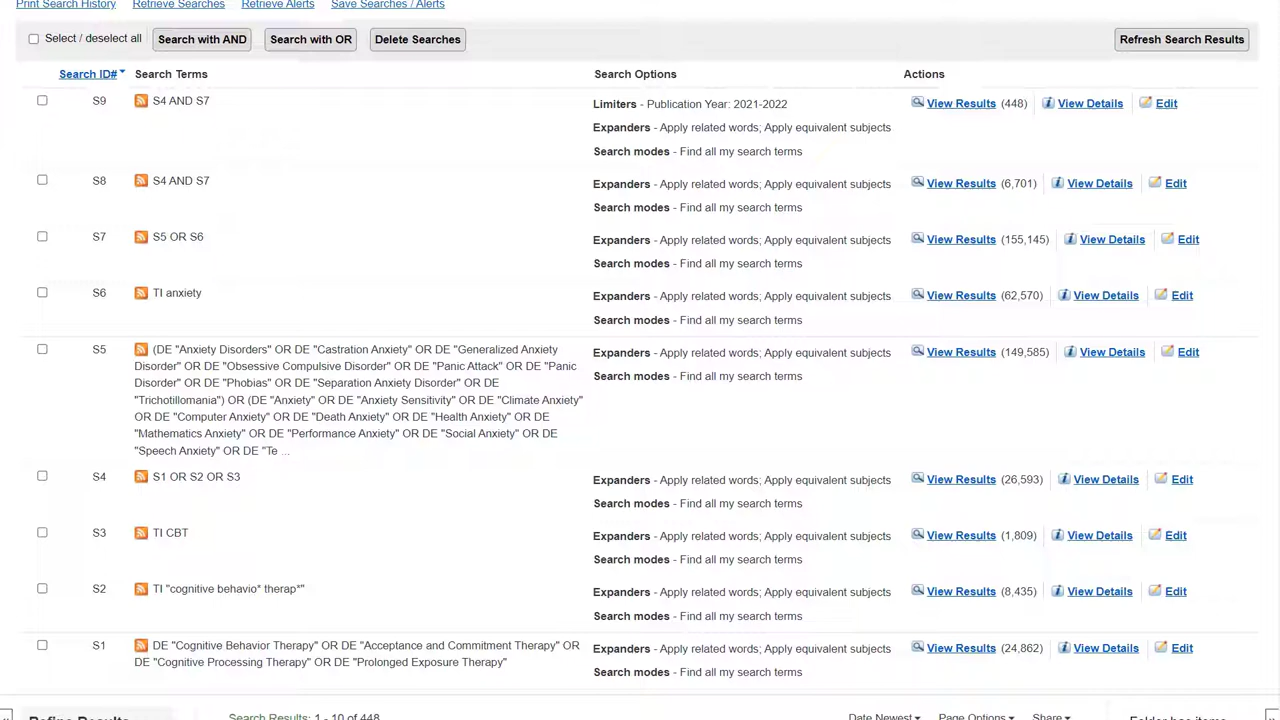 Print Search History Retrieve Searches Retrieve Alerts Save Searches / Alerts
Select / deselect all Search with AND Search with OR Delete Searches Refresh Search Results
Search ID# Search Terms Search Options Actions
S9 S4 AND S7 Limiters - Publication Year: 2021-2022 View Results (448) View Details Edit
Expanders - Apply related words; Apply equivalent subjects
Search modes - Find all my search terms
S8 S4 AND S7 Expanders - Apply related words; Apply equivalent subjects View Results (6,701) View Details Edit
Search modes - Find all my search terms
S7 S5 OR S6 Expanders - Apply related words; Apply equivalent subjects View Results (155,145) View Details Edit
Search modes - Find all my search terms
S6 TI anxiety Expanders - Apply related words; Apply equivalent subjects View Results (62,570) View Details Edit
Search modes - Find all my search terms
S5 (DE "Anxiety Disorders" OR DE "Castration Anxiety" OR DE "Generalized Anxiety Expanders - Apply related words; Apply equivalent subjects View Results (149,585) View Details Edit
Disorder" OR DE "Obsessive Compulsive Disorder" OR DE "Panic Attack" OR DE "Panic Search modes - Find all my search terms
Disorder" OR DE "Phobias" OR DE "Separation Anxiety Disorder" OR DE
"Trichotillomania") OR (DE "Anxiety" OR DE "Anxiety Sensitivity" OR DE "Climate Anxiety"
OR DE "Computer Anxiety" OR DE "Death Anxiety" OR DE "Health Anxiety" OR DE
"Mathematics Anxiety" OR DE "Performance Anxiety" OR DE "Social Anxiety" OR DE
"Speech Anxiety" OR DE "Te ...
S4 S1 OR S2 OR S3 Expanders - Apply related words; Apply equivalent subjects View Results (26,593) View Details Edit
Search modes - Find all my search terms
S3 TI CBT Expanders - Apply related words; Apply equivalent subjects View Results (1,809) View Details Edit
Search modes - Find all my search terms
S2 TI "cognitive behavio* therap*" Expanders - Apply related words; Apply equivalent subjects View Results (8,435) View Details Edit
Search modes - Find all my search terms
S1 DE "Cognitive Behavior Therapy" OR DE "Acceptance and Commitment Therapy" OR Expanders - Apply related words; Apply equivalent subjects View Results (24,862) View Details Edit
DE "Cognitive Processing Therapy" OR DE "Prolonged Exposure Therapy" Search modes - Find all my search terms
Refine Results Search Results: 1 - 10 of 448 Date Newest Page Options Share Folder has items